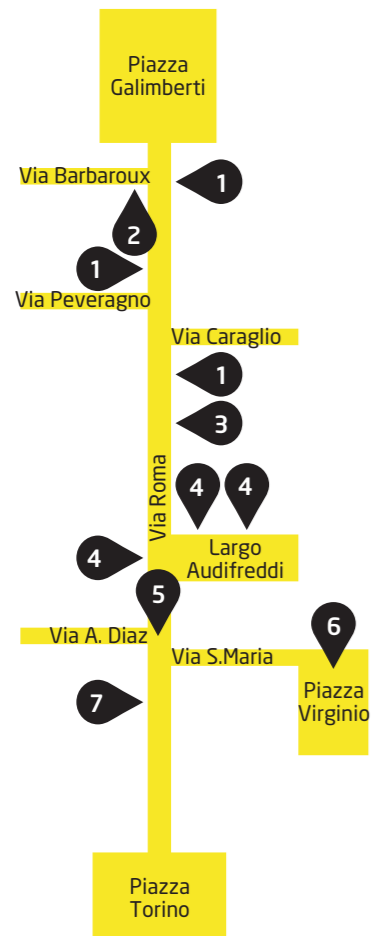 Piazza
Galimberti
Via Barbaroux
1
2
1
Via Peveragno
Via Caraglio
1
3
Via Roma
4
4
Largo
Audifreddi
4
5
Via A. Diaz
6
Via S.Maria
Piazza
Virginio
7
Piazza
Torino